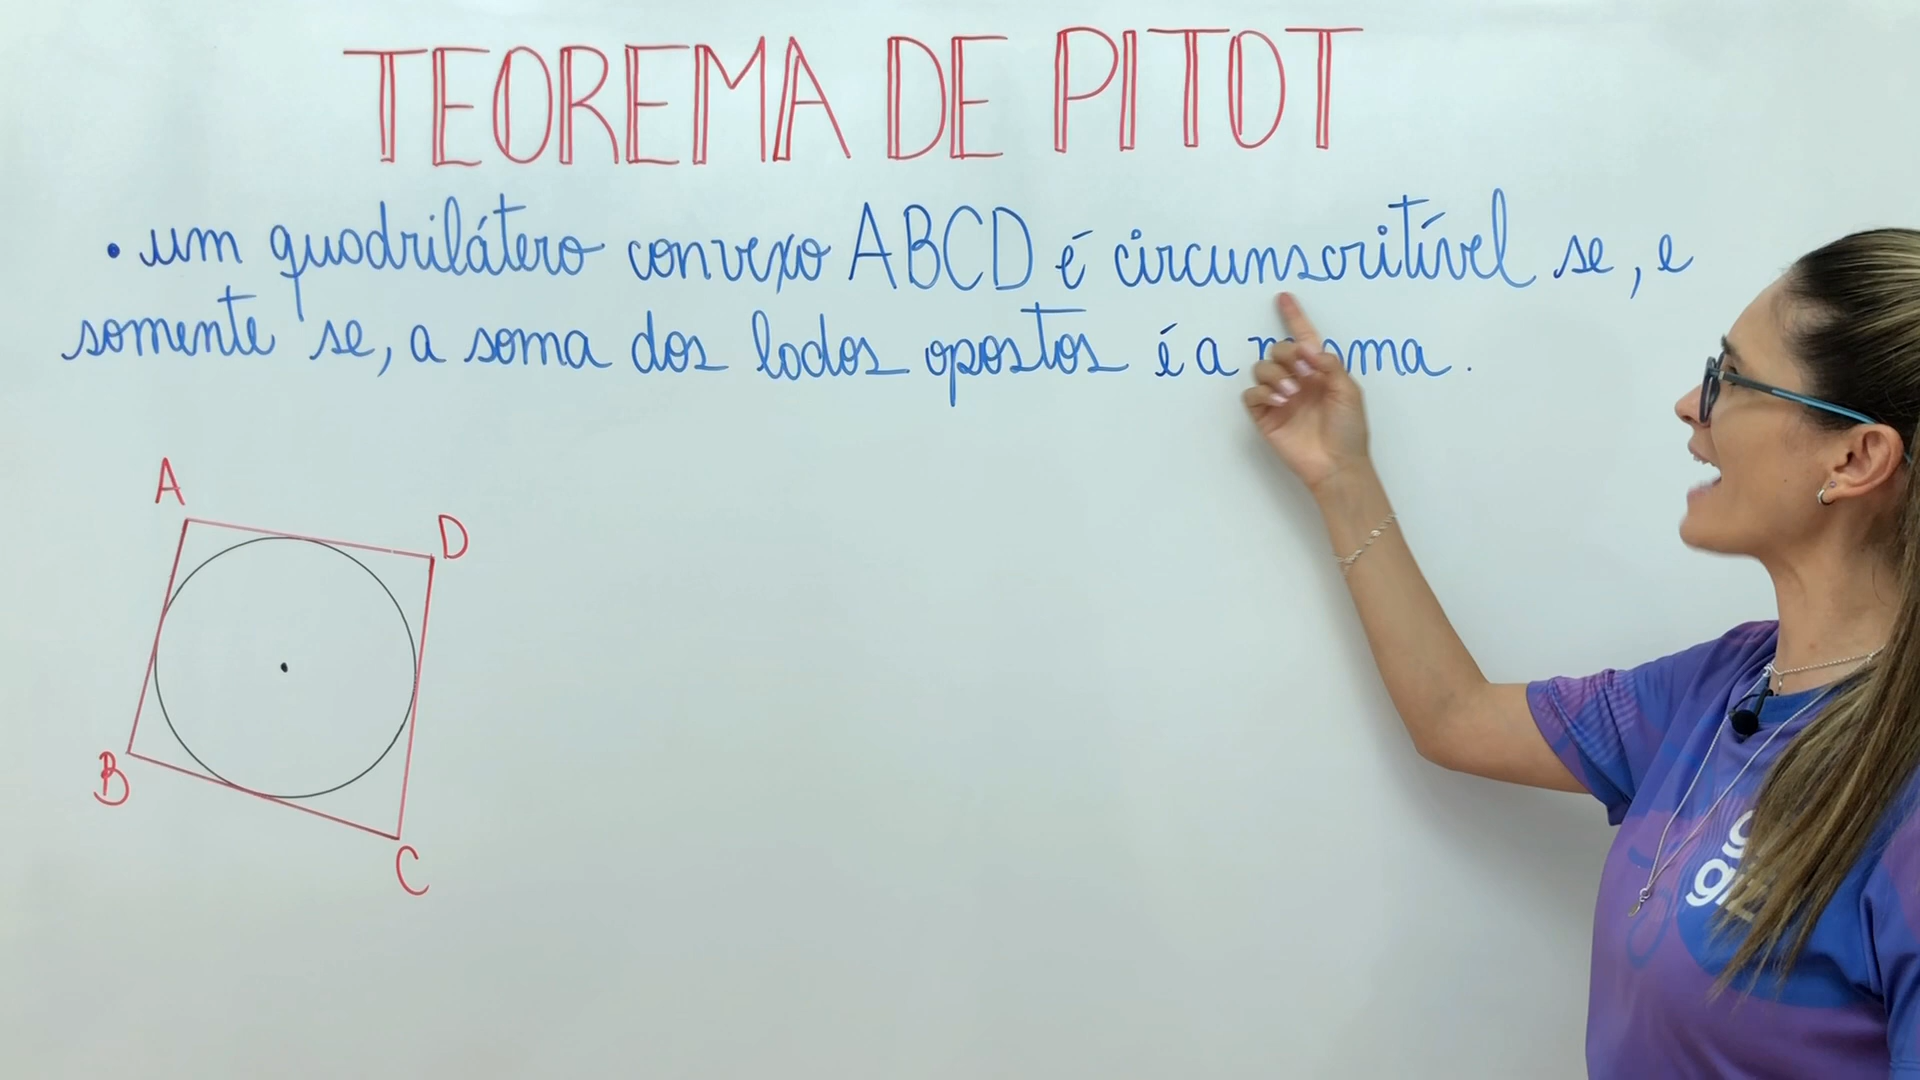 TEOREMA DE PITOT
• um quadrilátero convexo ABCD é circunscritível se, e
somente se, a soma dos lados opostos é a mesma.
A
D
B
C